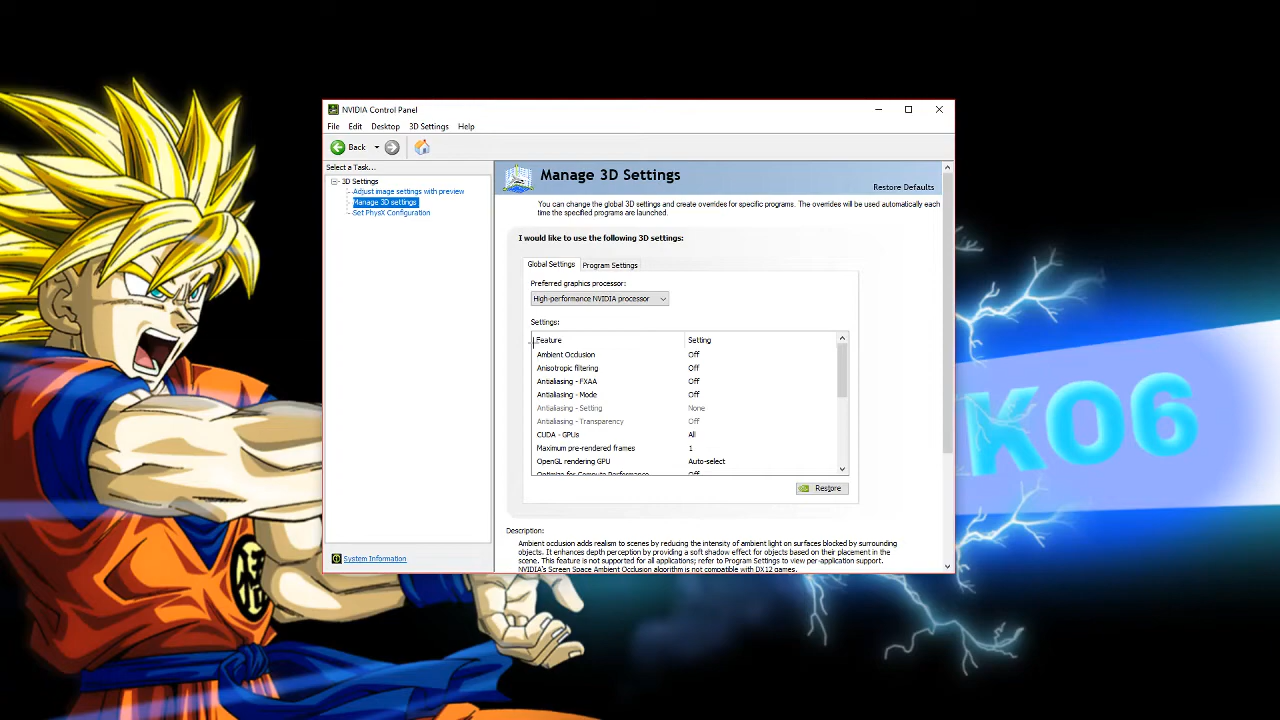 NVIDIA Control Panel
File Edit Desktop 3D Settings Help
Back
Select a Task...
3D Settings
Adjust image settings with preview
Manage 3D settings
Set PhysX Configuration
System Information
Manage 3D Settings
Restore Defaults
You can change the global 3D settings and create overrides for specific programs. The overrides will be used automatically each
time the specified programs are launched.
I would like to use the following 3D settings:
Global Settings Program Settings
Preferred graphics processor:
High-performance NVIDIA processor
Settings:
Feature Setting
Ambient Occlusion Off
Anisotropic filtering Off
Antialiasing - FXAA Off
Antialiasing - Mode Off
Antialiasing - Setting None
Antialiasing - Transparency Off
CUDA - GPUs All
Maximum pre-rendered frames 1
OpenGL rendering GPU Auto-select
Optimize for Compute Performance Off
Restore
Description:
Ambient occlusion adds realism to scenes by reducing the intensity of ambient light on surfaces blocked by surrounding
objects. It enhances depth perception by providing a soft shadow effect for objects based on their placement in the
scene. This feature is not supported for all applications; refer to Program Settings to view per-application support.
NVIDIA's Screen Space Ambient Occlusion algorithm is not compatible with DX12 games.
KO6
悟